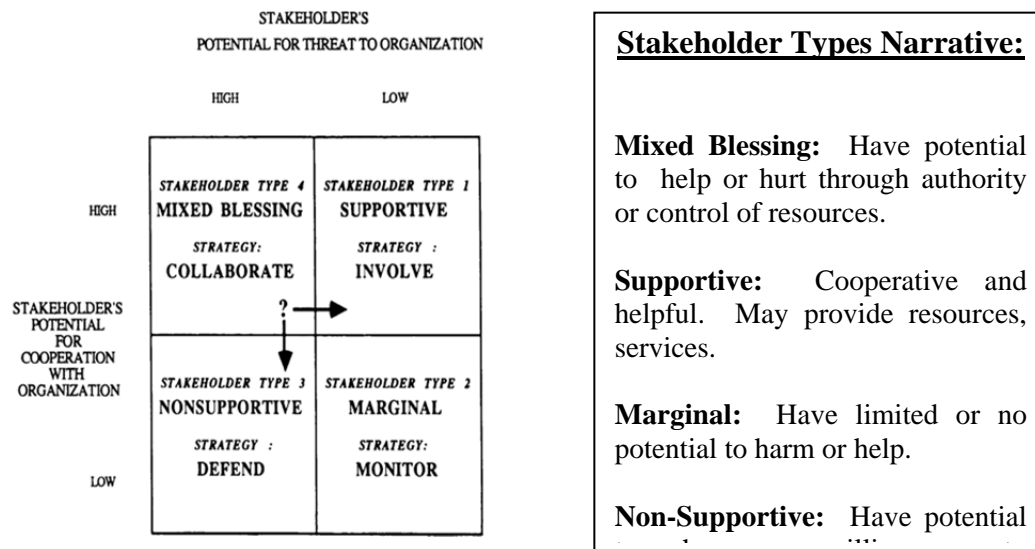 STAKEHOLDER'S
POTENTIAL FOR THREAT TO ORGANIZATION
HIGH
LOW
HIGH
STAKEHOLDER'S
POTENTIAL
FOR
COOPERATION
WITH
ORGANIZATION
LOW
STAKEHOLDER TYPE 4
MIXED BLESSING
STRATEGY:
COLLABORATE
?
STAKEHOLDER TYPE 1
SUPPORTIVE
STRATEGY :
INVOLVE
STAKEHOLDER TYPE 3
NONSUPPORTIVE
STRATEGY :
DEFEND
STAKEHOLDER TYPE 2
MARGINAL
STRATEGY:
MONITOR
Stakeholder Types Narrative:
Mixed Blessing: Have potential
to help or hurt through authority
or control of resources.
Supportive: Cooperative and
helpful. May provide resources,
services.
Marginal: Have limited or no
potential to harm or help.
Non-Supportive: Have potential